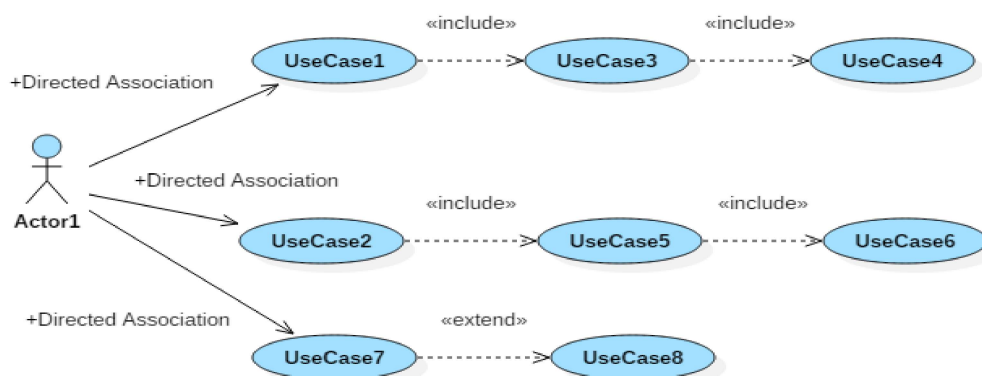 «include»
«include»
UseCase1
UseCase3
UseCase4
+Directed Association
+Directed Association
Actor1
«include»
«include»
UseCase2
UseCase5
UseCase6
+Directed Association
«extend»
UseCase7
UseCase8